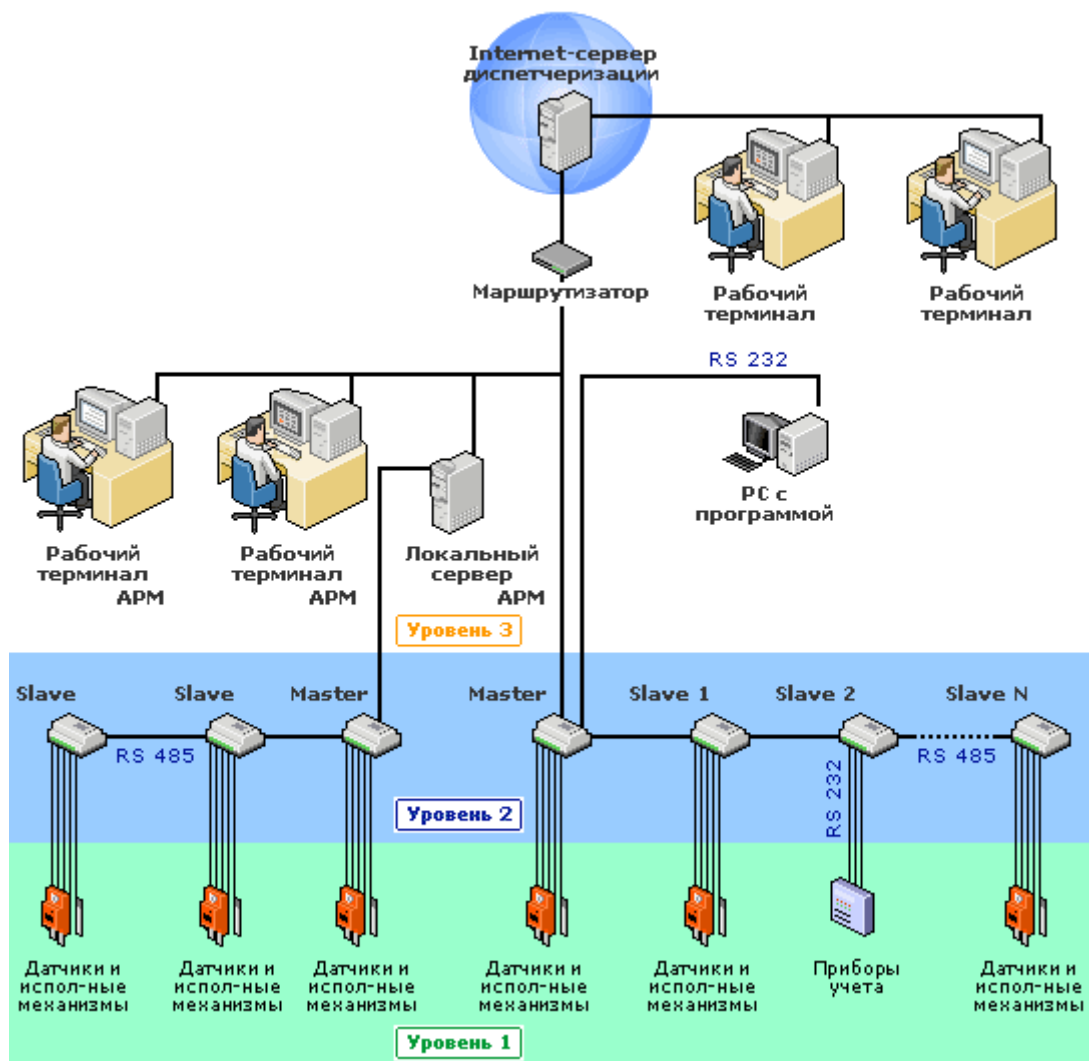 Internet-сервер
диспетчеризации
Маршрутизатор
Рабочий
терминал
Рабочий
терминал
RS 232
PC с
программой
Рабочий
терминал
АРМ
Рабочий
терминал
АРМ
Локальный
сервер
АРМ
Уровень 3
Slave
Slave
Master
Master
Slave 1
Slave 2
Slave N
RS 485
RS 485
RS 232
Уровень 2
Датчики и
испол-ные
механизмы
Датчики и
испол-ные
механизмы
Датчики и
испол-ные
механизмы
Датчики и
испол-ные
механизмы
Датчики и
испол-ные
механизмы
Приборы
учета
Датчики и
испол-ные
механизмы
Уровень 1